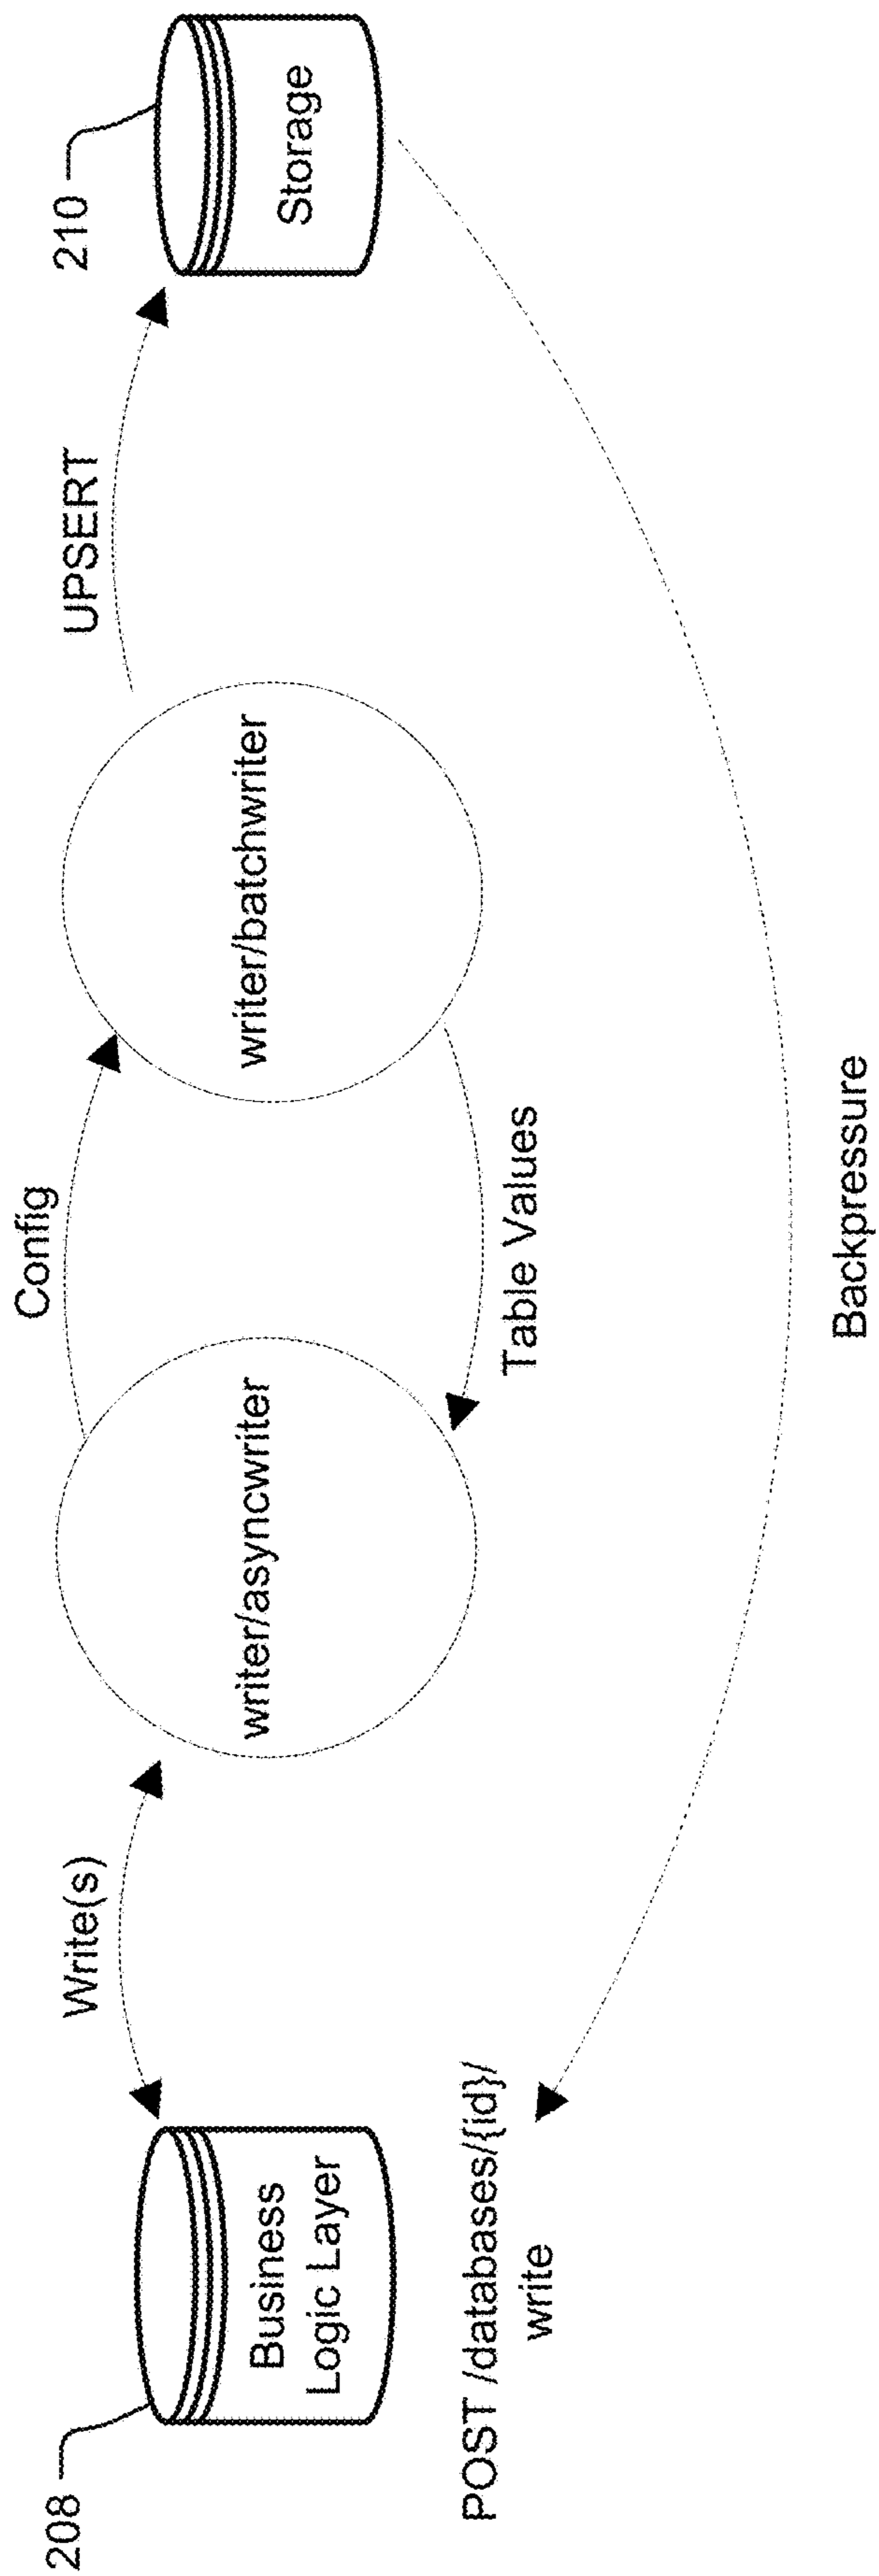 208
Business
Logic Layer
POST /databases/{id}/
write
Write(s)
writer/asyncwriter
Config
Table Values
writer/batchwriter
UPSERT
210
Storage
Backpressure